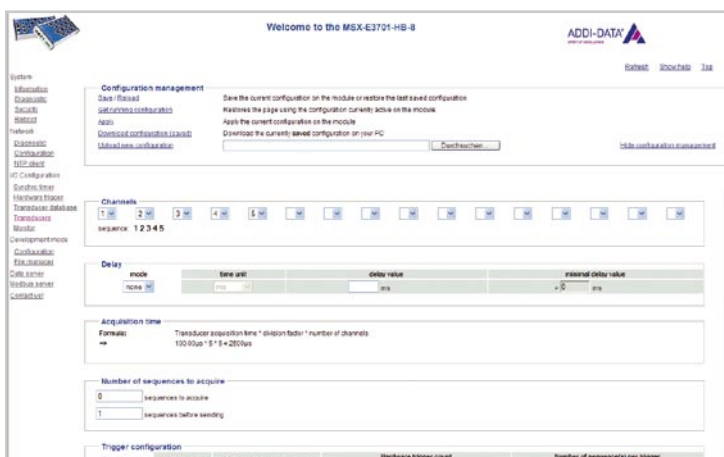 Welcome to the MSX-E3701-HB-8
ADDI-DATA
Refresh Show help Top
System
Information
Diagnostic
Security
Reboot
Network
Diagnostic
Configuration
NTP client
I/O Configuration
Synchro timer
Hardware trigger
Transducer database
Transducers
Monitor
Development mode
Configuration
File manager
Data server
Modbus server
Contact us!
Configuration management
Save / Reload Save the current configuration on the module or restore the last saved configuration
Get running configuration Restores the page using the configuration currently active on the module
Apply Apply the current configuration on the module
Download configuration (saved) Download the currently saved configuration on your PC
Upload new configuration Durchsuchen... Hide configuration management
Channels
1 2 3 4 5
sequence: 1 2 3 4 5
Delay
mode time unit delay value minimal delay value
none ms ms = 0 ms
Acquisition time
Formula: Transducer acquisition time * division factor * number of channels
⇒ 100.00µs * 5 * 5 = 2500µs
Number of sequences to acquire
0 sequences to acquire
1 sequences before sending
Trigger configuration
Hardware trigger count Number of sequence(s) per trigger